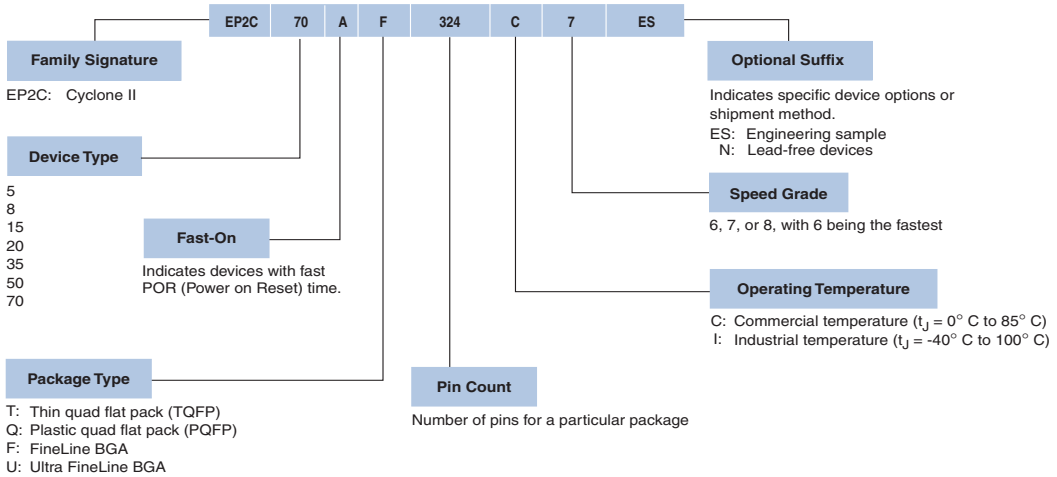 EP2C 70 A F 324 C 7 ES
Family Signature
EP2C: Cyclone II
Device Type
5
8
15
20
35
50
70
Fast-On
Indicates devices with fast
POR (Power on Reset) time.
Package Type
T: Thin quad flat pack (TQFP)
Q: Plastic quad flat pack (PQFP)
F: FineLine BGA
U: Ultra FineLine BGA
Pin Count
Number of pins for a particular package
Optional Suffix
Indicates specific device options or
shipment method.
ES: Engineering sample
N: Lead-free devices
Speed Grade
6, 7, or 8, with 6 being the fastest
Operating Temperature
C: Commercial temperature (tJ = 0° C to 85° C)
I: Industrial temperature (tJ = -40° C to 100° C)